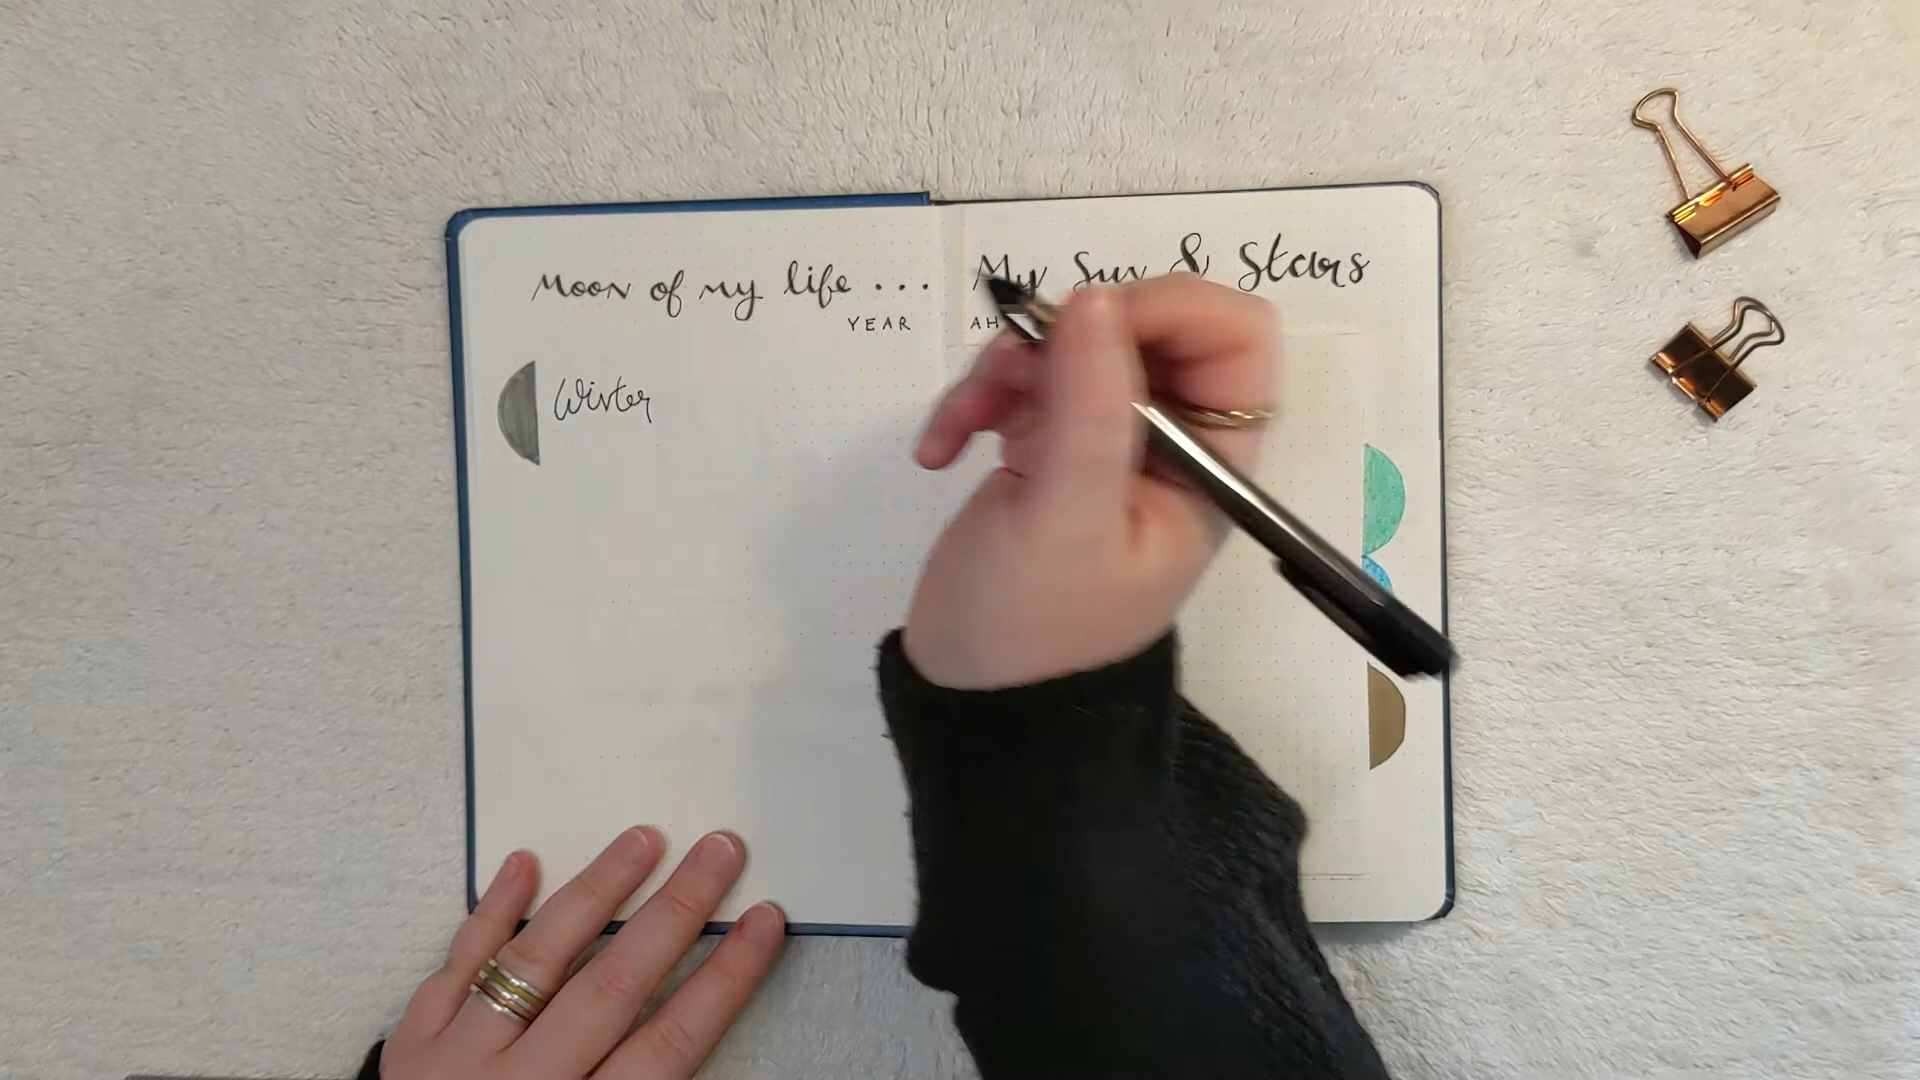 Moon of my life ...
YEAR
Winter
My Sun & Stars
AH